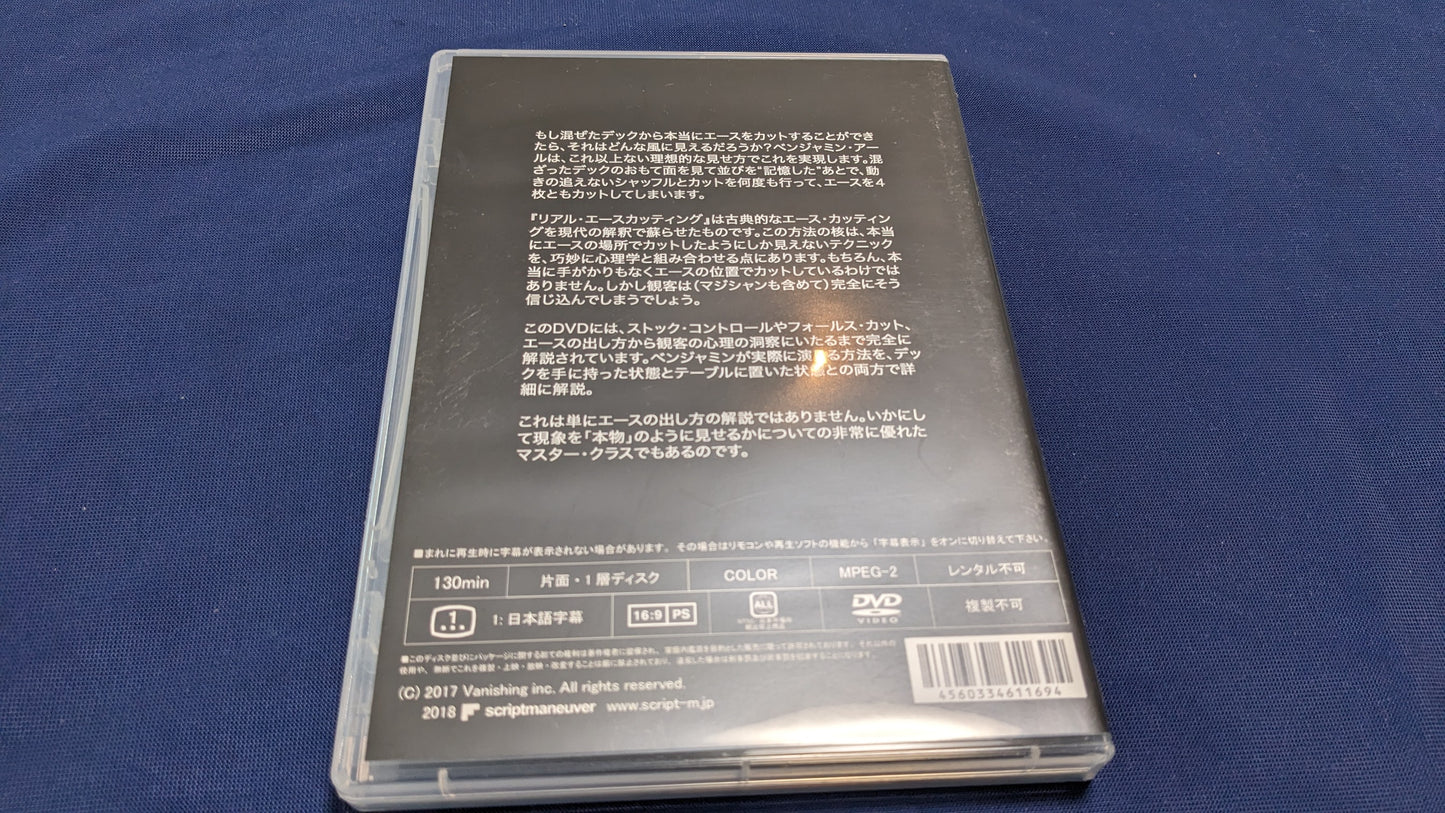 もし混ぜたデックから本当にエースをカットすることができ
たら、それはどんな風に見えるだろうか?ベンジャミン・アー
ルは、これ以上ない理想的な見せ方でこれを実現します。混
ざったデックのおもて面を見て並びを"記憶した"あとで、動
きの追えないシャッフルとカットを何度も行って、エースを4
枚ともカットしてしまいます。
『リアル・エースカッティング』は古典的なエース・カッティン
グを現代の解釈で蘇らせたものです。この方法の核は、本当
にエースの場所でカットしたようにしか見えないテクニック
を、巧妙に心理学と組み合わせる点にあります。もちろん、本
当に手がかりもなくエースの位置でカットしているわけでは
ありません。しかし観客は(マジシャンも含めて)完全にそう
信じ込んでしまうでしょう。
このDVDには、ストック・コントロールやフォールス・カット、
エースの出し方から観客の心理の洞察にいたるまで完全に
解説されています。ベンジャミンが実際に演じる方法を、デッ
クを手に持った状態とテーブルに置いた状態との両方で詳
細に解説。
これは単にエースの出し方の解説ではありません。いかにし
て現象を「本物」のように見せるかについての非常に優れた
マスター・クラスでもあるのです。
■まれに再生時に字幕が表示されない場合があります。その場合はリモコンや再生ソフトの機能から「字幕表示」をオンに切り替えて下さい。
130min 片面・1層ディスク COLOR MPEG-2 レンタル不可
1 1: 日本語字幕 16:9 PS ALL DVD VIDEO 複製不可
(C) 2017 Vanishing inc. All rights reserved.
2018 scriptmaneuver www.script-m.jp
4560334611694